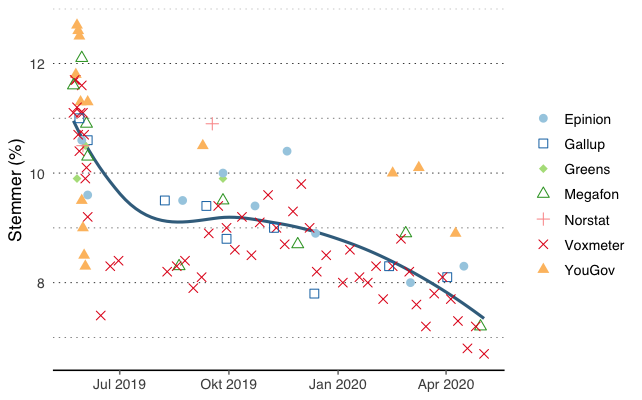 Stemmer (%)
12
10
8
Jul 2019
Okt 2019
Jan 2020
Apr 2020
Epinion
Gallup
Greens
Megafon
Norstat
Voxmeter
YouGov